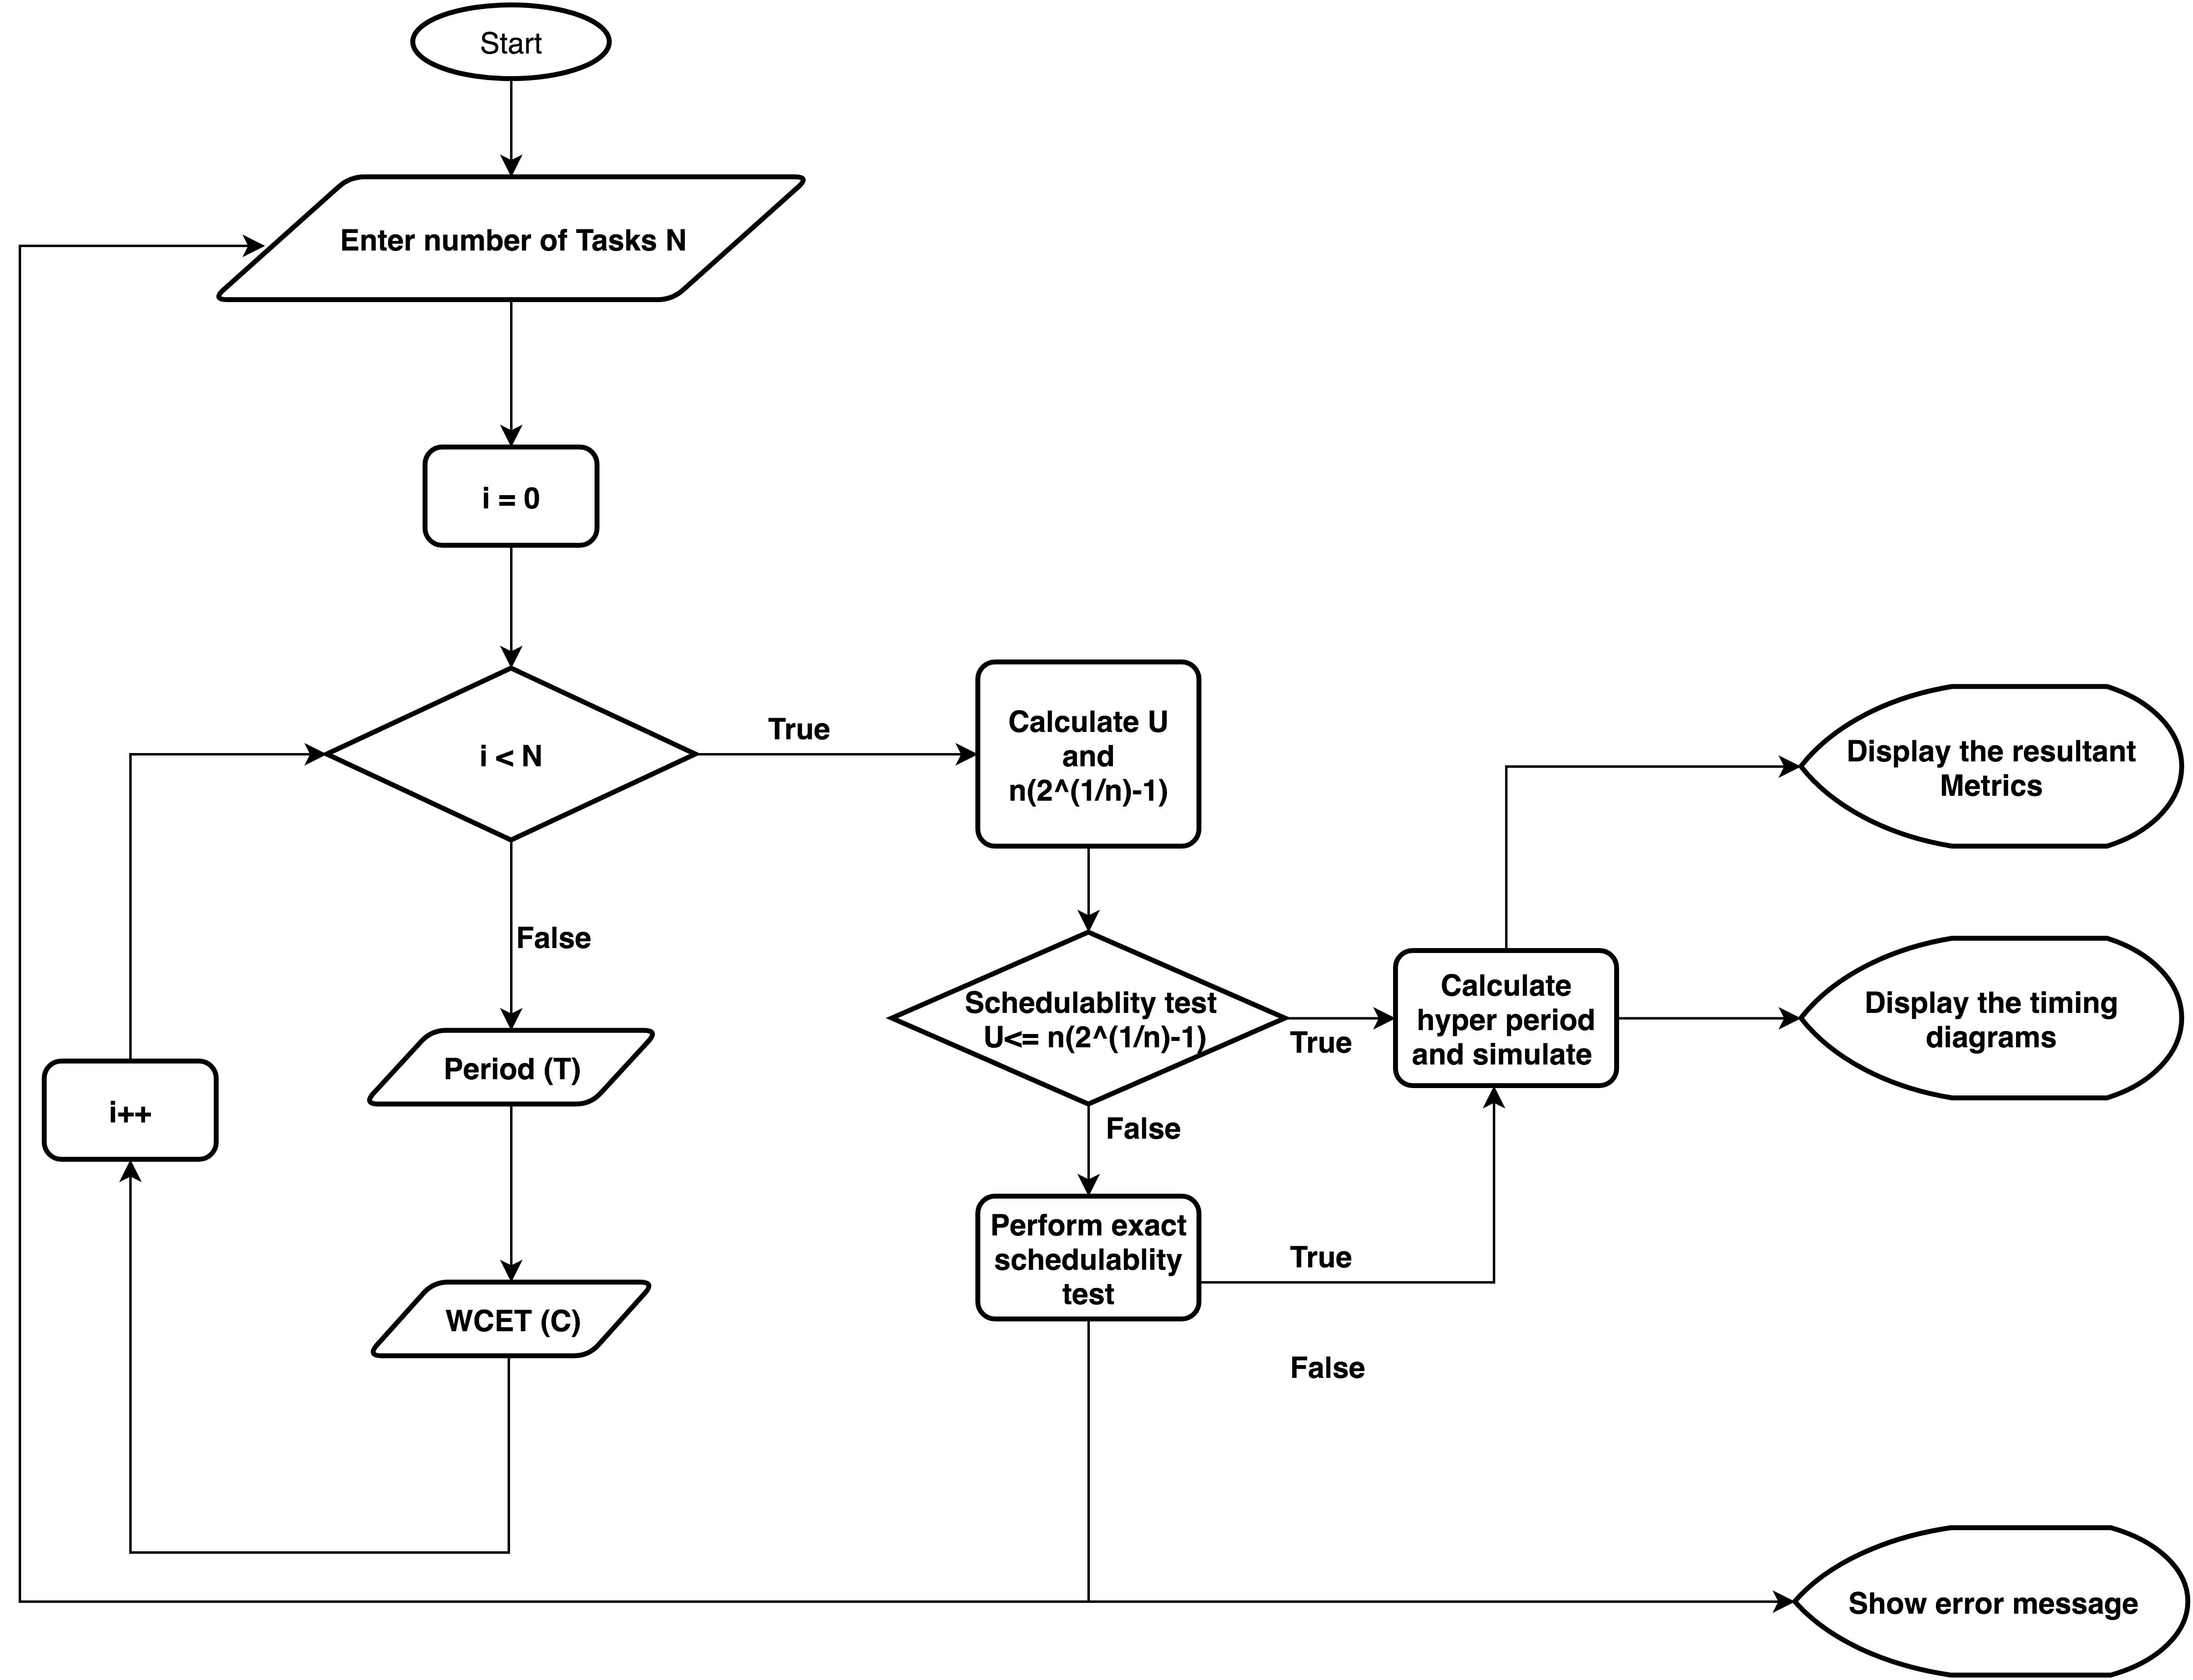 Start
Enter number of Tasks N
i = 0
i < N
True
False
Period (T)
WCET (C)
i++
Calculate U
and
n(2^(1/n)-1)
Schedulablity test
U<= n(2^(1/n)-1)
True
False
Perform exact
schedulablity
test
True
False
Calculate
hyper period
and simulate
Display the resultant
Metrics
Display the timing
diagrams
Show error message